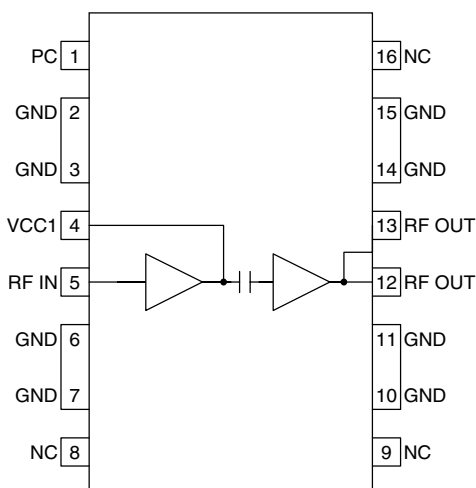 PC 1 16 NC
GND 2 15 GND
GND 3 14 GND
VCC1 4 13 RF OUT
RF IN 5 12 RF OUT
GND 6 11 GND
GND 7 10 GND
NC 8 9 NC